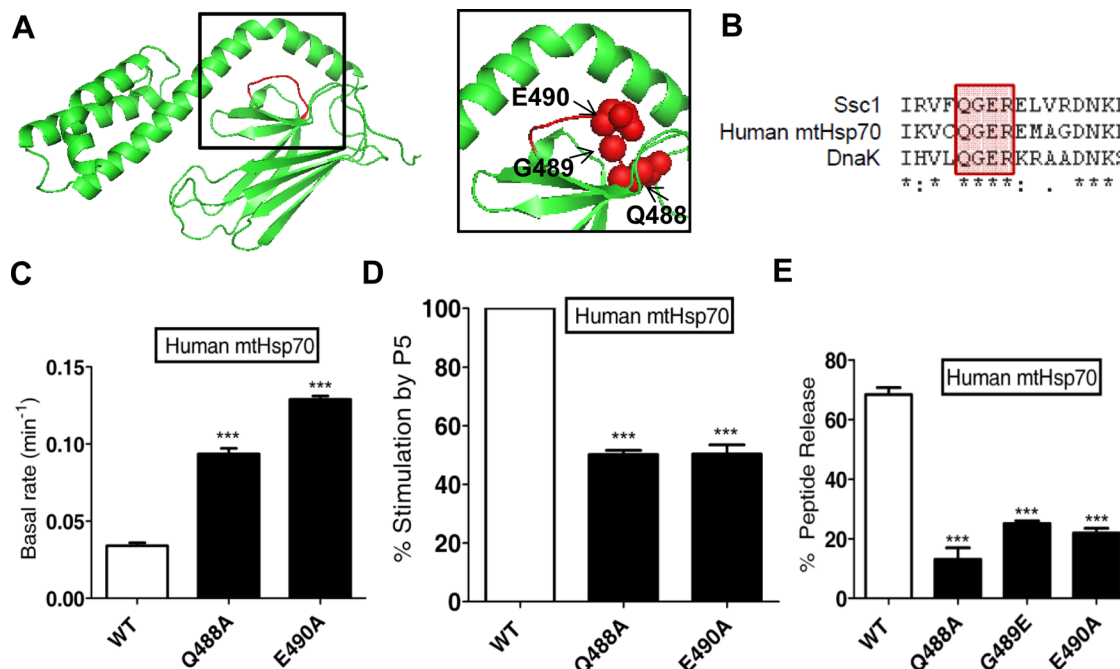 A
E490
G489
Q488
B
Ssc1 IRVFQGERELVRDNK
Human mtHsp70 IKVCQGEREMAGDNK
DnaK IHVLQGERKRAADNKS
*:* ****: . ***
C
Human mtHsp70
Basal rate (min⁻¹)
0.15
0.10
0.05
0.00
***
***
WT
Q488A
E490A
D
Human mtHsp70
% Stimulation by P5
100
80
60
40
20
0
***
***
WT
Q488A
E490A
E
Human mtHsp70
% Peptide Release
80
60
40
20
0
***
***
***
WT
Q488A
G489E
E490A